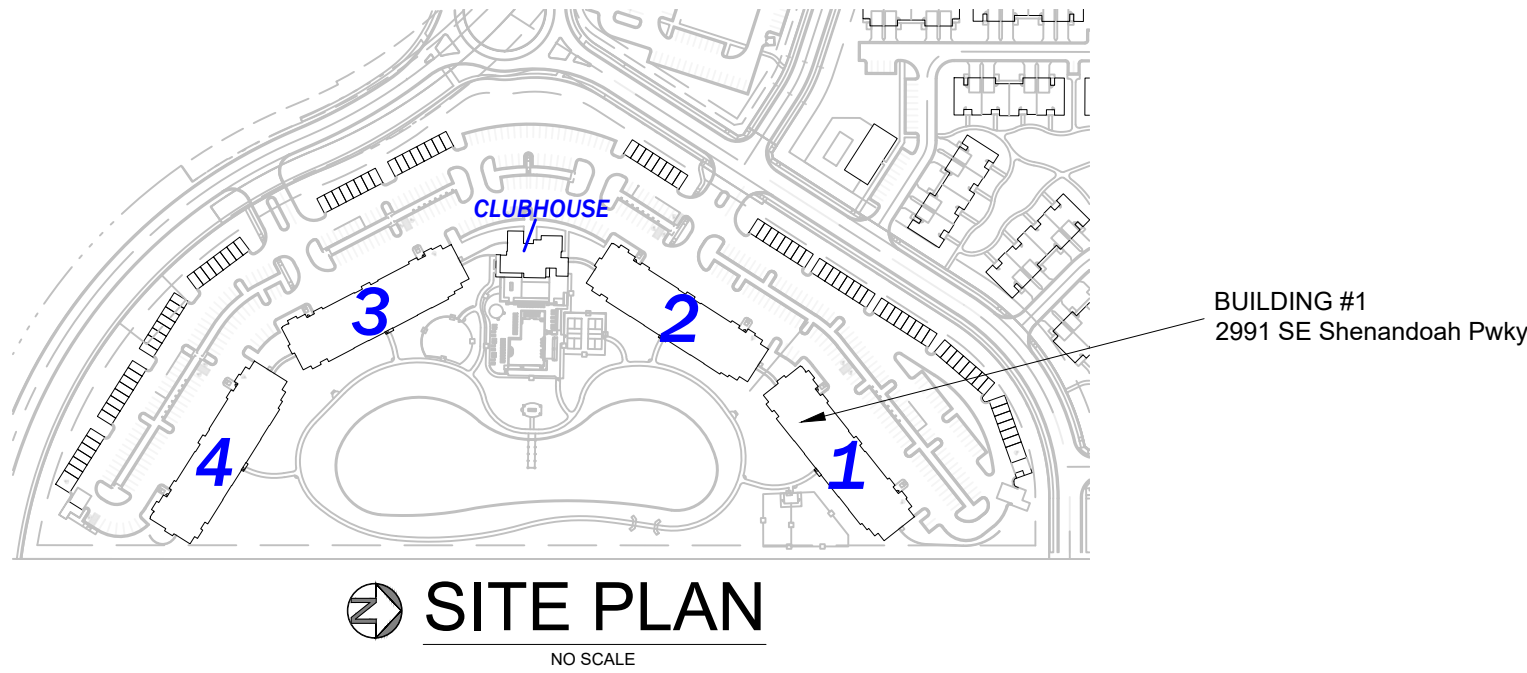 CLUBHOUSE
3
2
BUILDING #1
2991 SE Shenandoah Pwky
4
1
N
SITE PLAN
NO SCALE